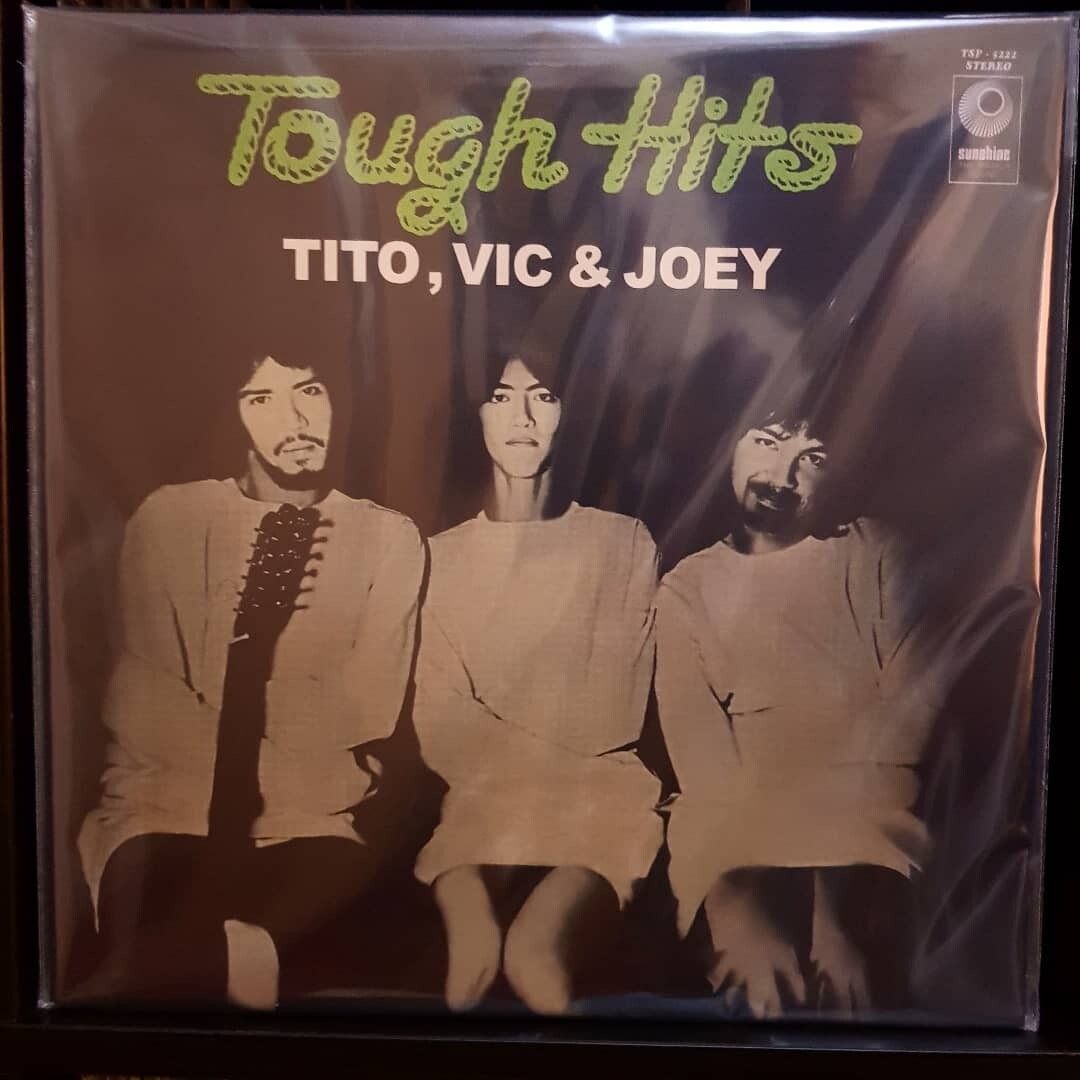 TSP - 5222
STEREO
sunshine
Tough Hits
TITO, VIC & JOEY